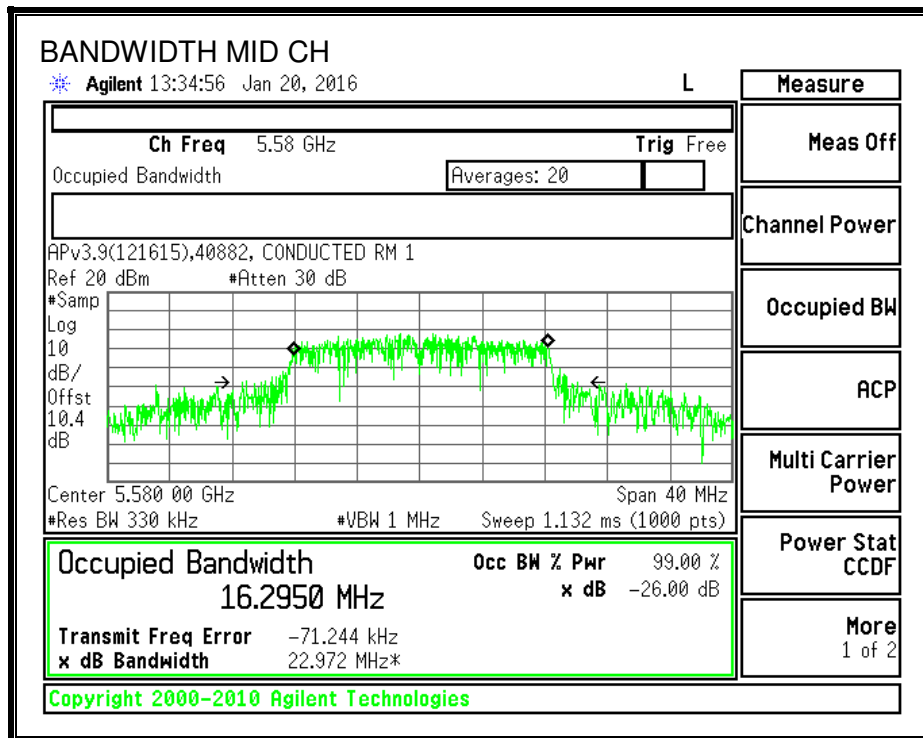 BANDWIDTH MID CH
Agilent 13:34:56 Jan 20, 2016 L
Measure
Ch Freq 5.58 GHz Trig Free
Meas Off
Occupied Bandwidth Averages: 20
Channel Power
APv3.9(121615),40882, CONDUCTED RM 1
Ref 20 dBm #Atten 30 dB
#Samp
Log
10
dB/
Offst
10.4
dB
Occupied BW
ACP
Multi Carrier
Power
Center 5.580 00 GHz Span 40 MHz
#Res BW 330 kHz #VBW 1 MHz Sweep 1.132 ms (1000 pts)
Power Stat
CCDF
Occupied Bandwidth Occ BW % Pwr 99.00 %
16.2950 MHz x dB -26.00 dB
Transmit Freq Error -71.244 kHz
x dB Bandwidth 22.972 MHz*
More
1 of 2
Copyright 2000-2010 Agilent Technologies